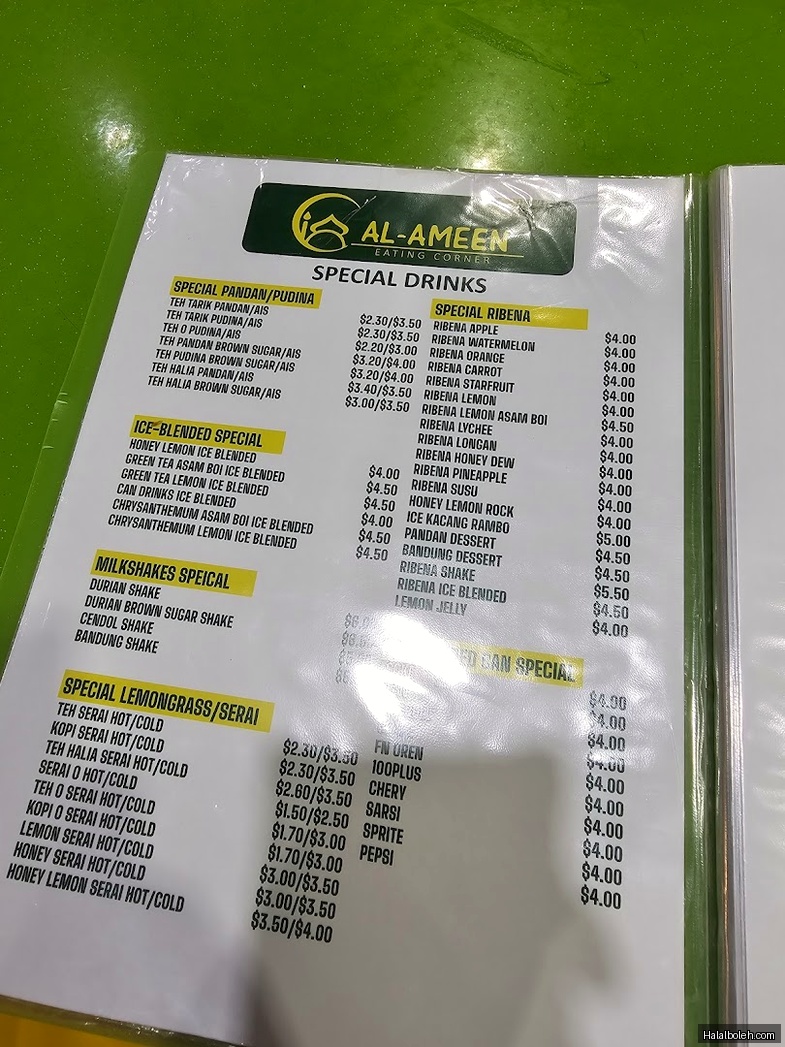 AL-AMEEN
EATING CORNER
SPECIAL DRINKS
SPECIAL PANDAN/PUDINA
TEH TARIK PANDAN/AIS $2.30/$3.50
TEH TARIK PUDINA/AIS $2.30/$3.50
TEH O PUDINA/AIS $2.20/$3.00
TEH PANDAN BROWN SUGAR/AIS $3.20/$4.00
TEH PUDINA BROWN SUGAR/AIS $3.20/$4.00
TEH HALIA PANDAN/AIS $3.40/$3.50
TEH HALIA BROWN SUGAR/AIS $3.00/$3.50
ICE-BLENDED SPECIAL
HONEY LEMON ICE BLENDED $4.00
GREEN TEA ASAM BOI ICE BLENDED $4.50
GREEN TEA LEMON ICE BLENDED $4.50
CAN DRINKS ICE BLENDED $4.00
CHRYSANTHEMUM ASAM BOI ICE BLENDED $4.50
CHRYSANTHEMUM LEMON ICE BLENDED $4.50
MILKSHAKES SPEICAL
DURIAN SHAKE
DURIAN BROWN SUGAR SHAKE
CENDOL SHAKE
BANDUNG SHAKE
SPECIAL LEMONGRASS/SERAI
TEH SERAI HOT/COLD $2.30/$3.50
KOPI SERAI HOT/COLD $2.30/$3.50
TEH HALIA SERAI HOT/COLD $2.60/$3.50
SERAI O HOT/COLD $1.50/$2.50
TEH O SERAI HOT/COLD $1.70/$3.00
KOPI O SERAI HOT/COLD $1.70/$3.00
LEMON SERAI HOT/COLD $3.00/$3.50
HONEY SERAI HOT/COLD $3.00/$3.50
HONEY LEMON SERAI HOT/COLD $3.50/$4.00
SPECIAL RIBENA
RIBENA APPLE $4.00
RIBENA WATERMELON $4.00
RIBENA ORANGE $4.00
RIBENA CARROT $4.00
RIBENA STARFRUIT $4.00
RIBENA LEMON $4.00
RIBENA LEMON ASAM BOI $4.50
RIBENA LYCHEE $4.00
RIBENA LONGAN $4.00
RIBENA HONEY DEW $4.00
RIBENA PINEAPPLE $4.00
RIBENA SUSU $4.00
HONEY LEMON ROCK $4.00
ICE KACANG RAMBO $5.00
PANDAN DESSERT $4.50
BANDUNG DESSERT $4.50
RIBENA SHAKE $5.50
RIBENA ICE BLENDED $4.50
LEMON JELLY $4.00
CAN SPECIAL
$4.00
$4.00
$4.00
FN OREN $4.00
100PLUS $4.00
CHERY $4.00
SARSI $4.00
SPRITE $4.00
PEPSI $4.00
Halalboleh.com